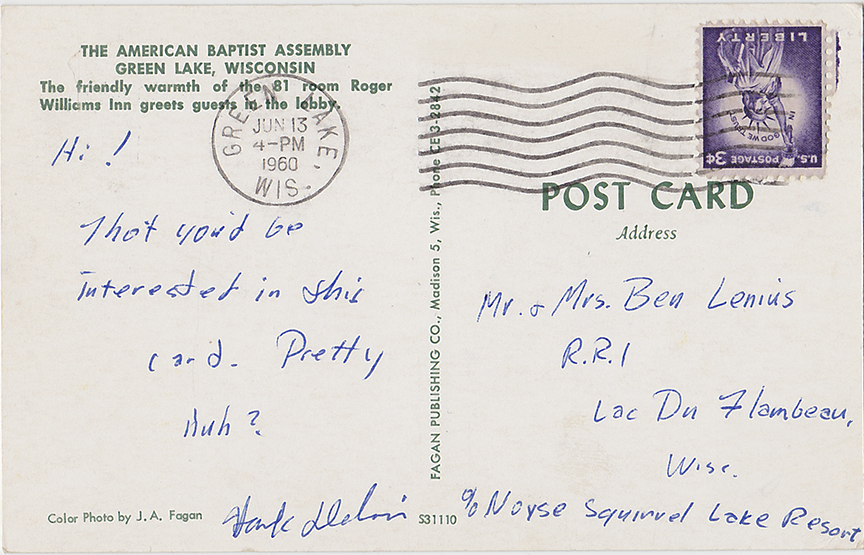 THE AMERICAN BAPTIST ASSEMBLY
GREEN LAKE, WISCONSIN
The friendly warmth of the 81 room Roger
Williams Inn greets guests in the lobby.
GREEN LAKE,
JUN 13
4-PM
1960
WIS.
Hi!
Thot you'd be
interested in this
card. Pretty
huh?
Hank
Color Photo by J. A. Fagan
S31110
FAGAN PUBLISHING CO., Madison 5, Wis., Phone CE 3-2842
LIBERTY
IN GOD WE TRUST
U.S. POSTAGE 3¢
POST CARD
Address
Mr. & Mrs. Ben Lenius
R.R.1
Lac Du Flambeau,
Wisc.
% Noyse Squirrel Lake Resort